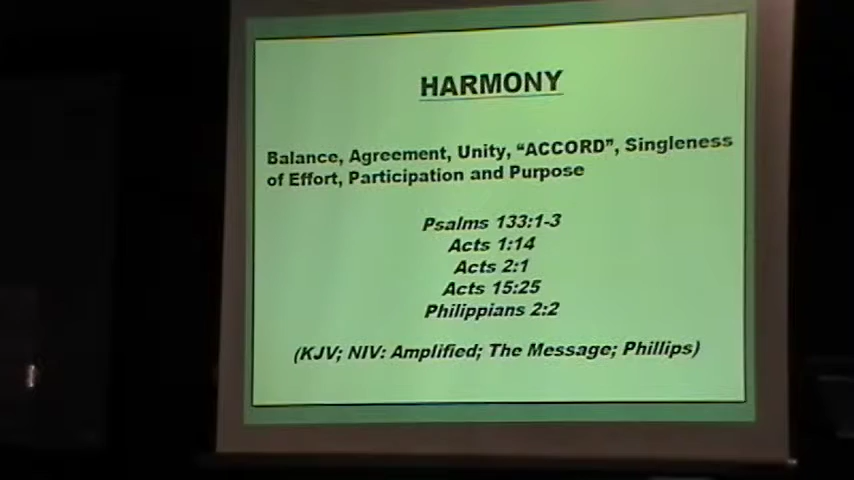 HARMONY
Balance, Agreement, Unity, “ACCORD”, Singleness
of Effort, Participation and Purpose
Psalms 133:1-3
Acts 1:14
Acts 2:1
Acts 15:25
Philippians 2:2
(KJV; NIV: Amplified; The Message; Phillips)